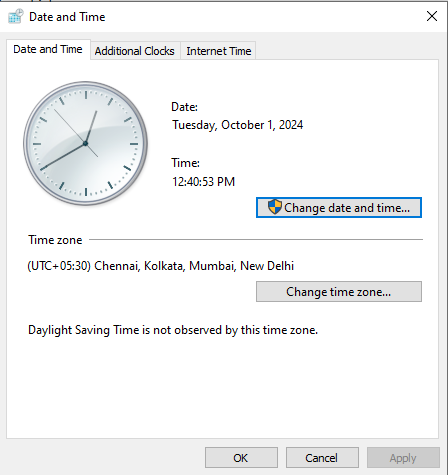 Date and Time
Date and Time
Additional Clocks
Internet Time
Date:
Tuesday, October 1, 2024
Time:
12:40:53 PM
Change date and time...
Time zone
(UTC+05:30) Chennai, Kolkata, Mumbai, New Delhi
Change time zone...
Daylight Saving Time is not observed by this time zone.
OK
Cancel
Apply